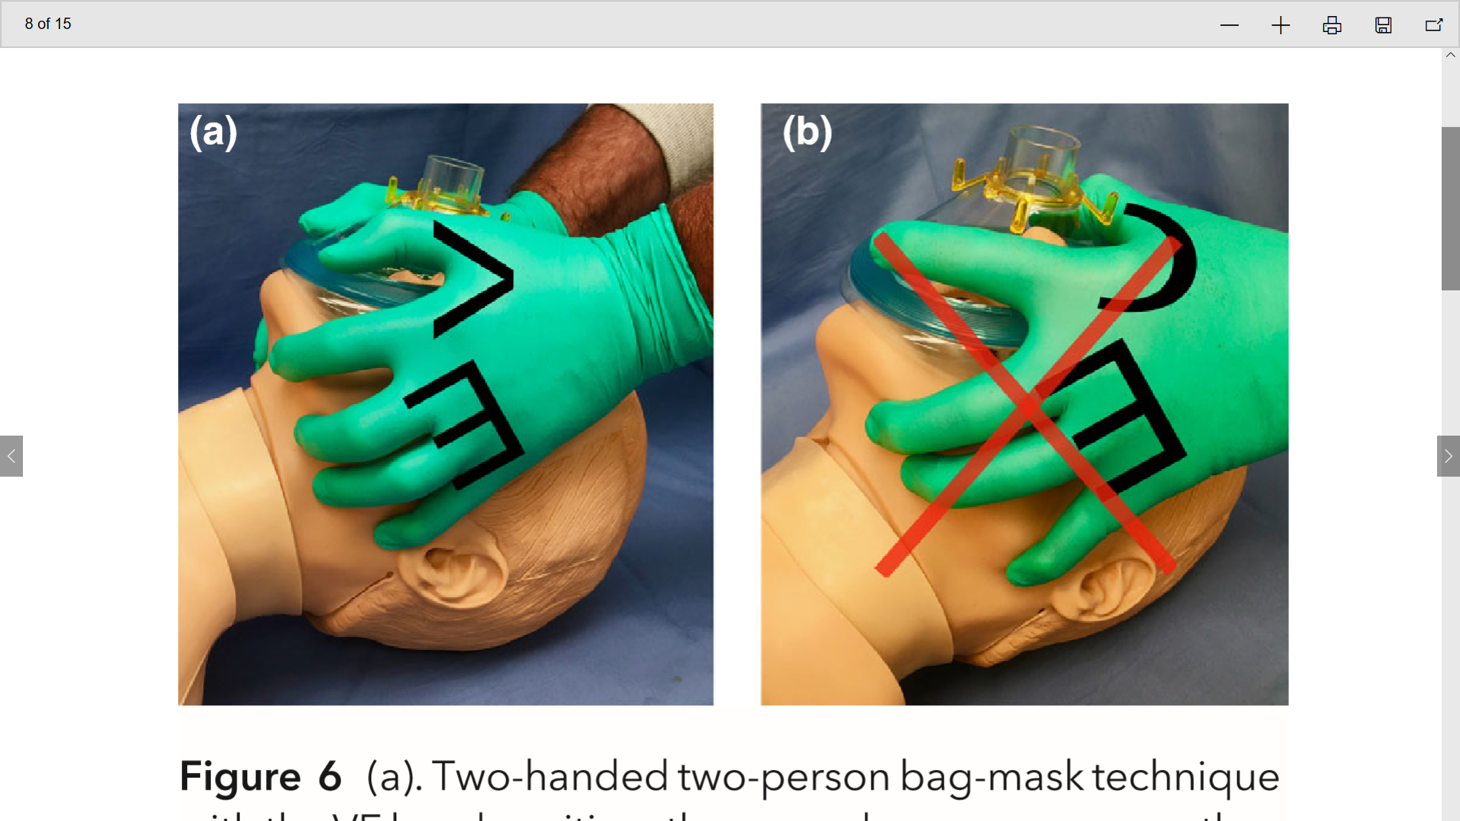 8 of 15
(a)
(b)
V
E
C
E
Figure 6 (a). Two-handed two-person bag-mask technique